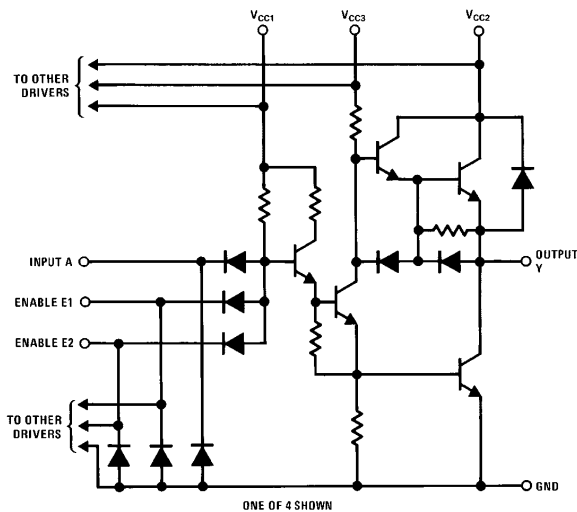 VCC1
VCC3
VCC2
TO OTHER
DRIVERS
INPUT A
ENABLE E1
ENABLE E2
OUTPUT
Y
TO OTHER
DRIVERS
GND
ONE OF 4 SHOWN